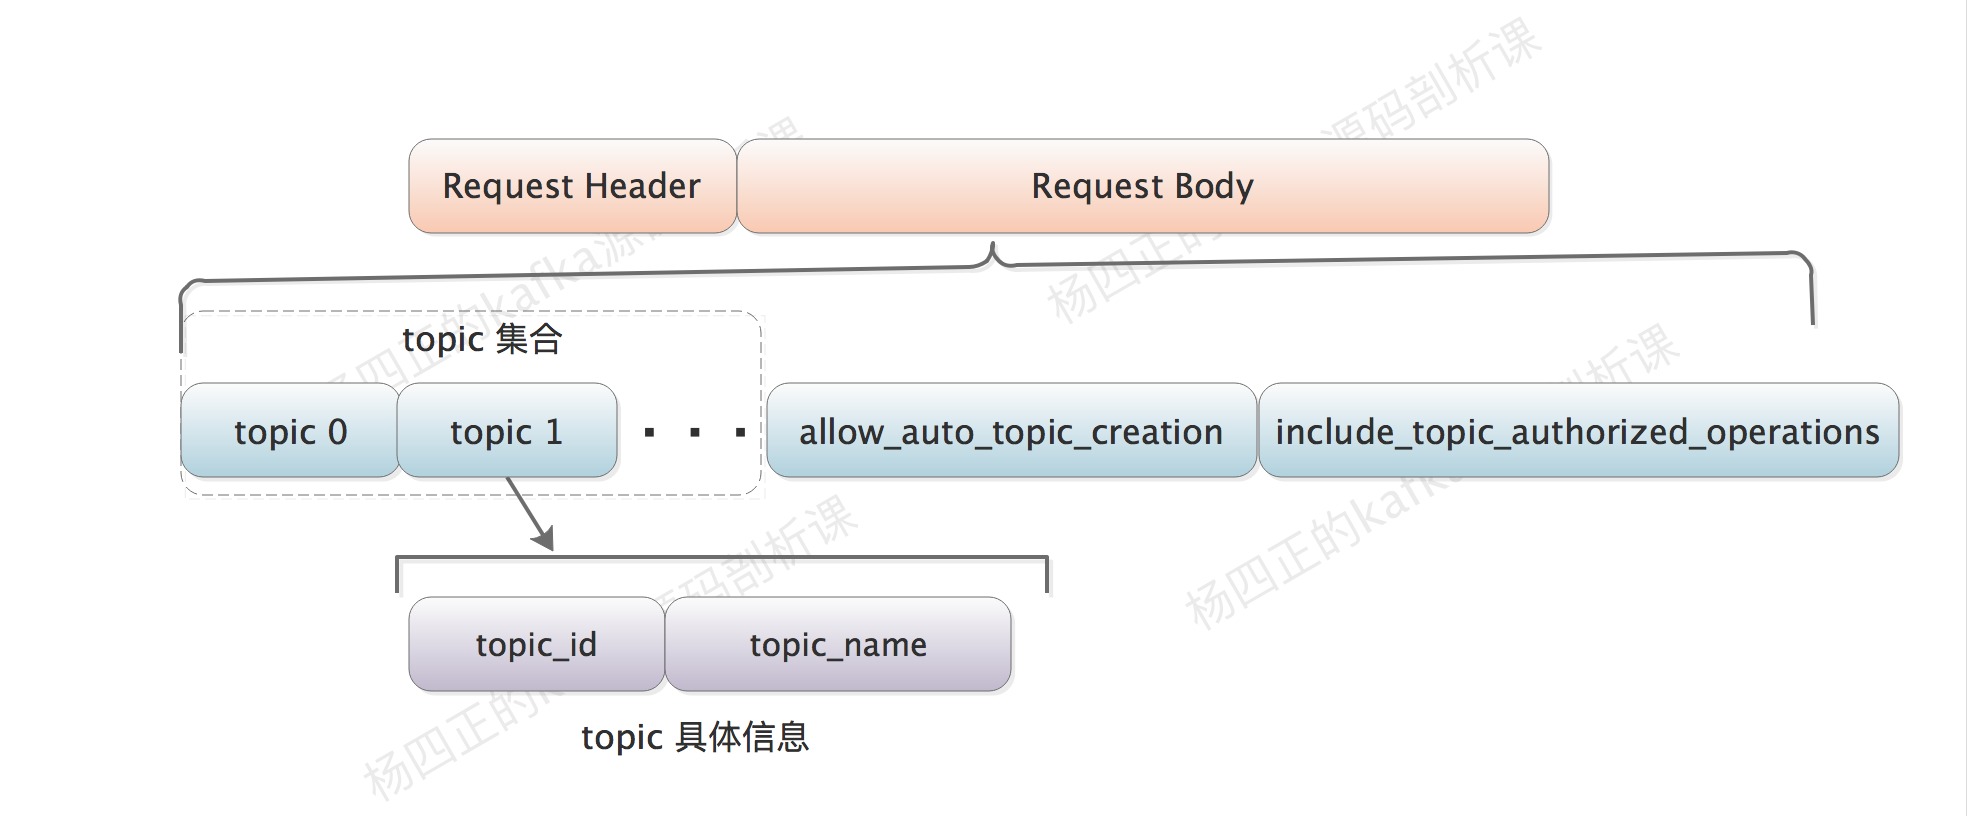 Request Header
Request Body
topic 集合
topic 0
topic 1
allow_auto_topic_creation
include_topic_authorized_operations
topic_id
topic_name
topic 具体信息
杨四正的kafka源码剖析课